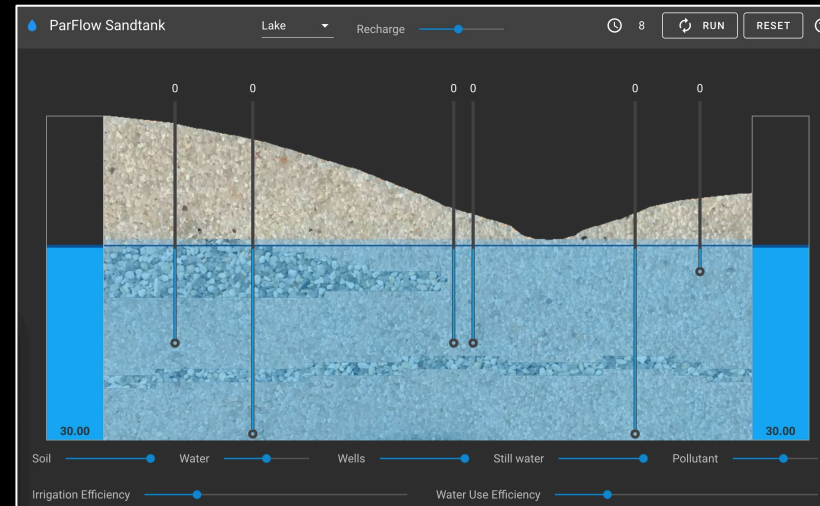 ParFlow Sandtank Lake Recharge 8 RUN RESET
0 0 0 0 0 0
30.00 30.00
Soil Water Wells Still water Pollutant
Irrigation Efficiency Water Use Efficiency